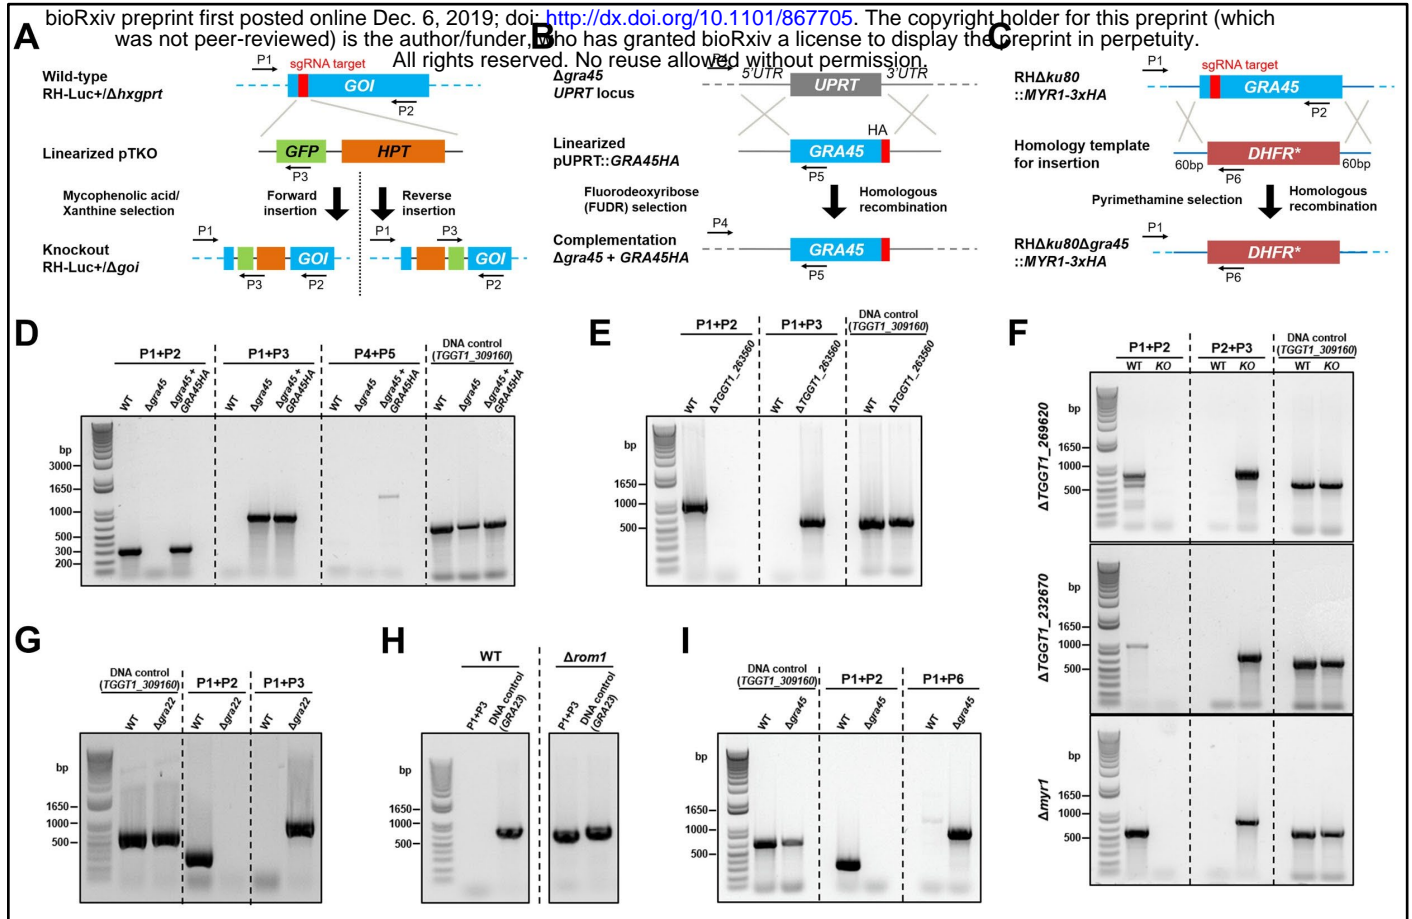 bioRxiv preprint first posted online Dec. 6, 2019; doi: http://dx.doi.org/10.1101/867705. The copyright holder for this preprint (which
was not peer-reviewed) is the author/funder, who has granted bioRxiv a license to display the preprint in perpetuity.
All rights reserved. No reuse allowed without permission.
A
Wild-type
RH-Luc+/Δhxgprt
P1
sgRNA target
GOI
P2
Linearized pTKO
GFP
HPT
P3
Mycophenolic acid/
Xanthine selection
Forward
insertion
Reverse
insertion
Knockout
RH-Luc+/Δgoi
P1
GOI
P3
P2
P1
P3
GOI
P2
B
Δgra45
UPRT locus
P4
5'UTR
UPRT
3'UTR
HA
Linearized
pUPRT::GRA45HA
GRA45
P5
Fluorodeoxyribose
(FUDR) selection
Homologous
recombination
P4
Complementation
Δgra45 + GRA45HA
GRA45
P5
C
RHΔku80
::MYR1-3xHA
P1
sgRNA target
GRA45
P2
Homology template
for insertion
60bp
DHFR*
60bp
P6
Pyrimethamine selection
Homologous
recombination
P1
RHΔku80Δgra45
::MYR1-3xHA
DHFR*
P6
D
P1+P2
P1+P3
P4+P5
DNA control
(TGGT1_309160)
WT
Δgra45
Δgra45 +
GRA45HA
WT
Δgra45
Δgra45 +
GRA45HA
WT
Δgra45
Δgra45 +
GRA45HA
WT
Δgra45
Δgra45 +
GRA45HA
bp
3000
1650
1000
500
300
200
E
P1+P2
P1+P3
DNA control
(TGGT1_309160)
WT
ΔTGGT1_263560
WT
ΔTGGT1_263560
WT
ΔTGGT1_263560
bp
1650
1000
500
F
P1+P2
P2+P3
DNA control
(TGGT1_309160)
WT KO
WT KO
WT KO
ΔTGGT1_269620
bp
1650
1000
500
ΔTGGT1_232670
bp
1650
1000
500
Δmyr1
bp
1650
1000
500
G
DNA control
(TGGT1_309160)
P1+P2
P1+P3
WT
Δgra22
WT
Δgra22
WT
Δgra22
bp
1650
1000
500
H
WT
Δrom1
P1+P3
DNA control
(GRA23)
P1+P3
DNA control
(GRA23)
bp
1650
1000
500
I
DNA control
(TGGT1_309160)
P1+P2
P1+P6
WT
Δgra45
WT
Δgra45
WT
Δgra45
bp
1650
1000
500